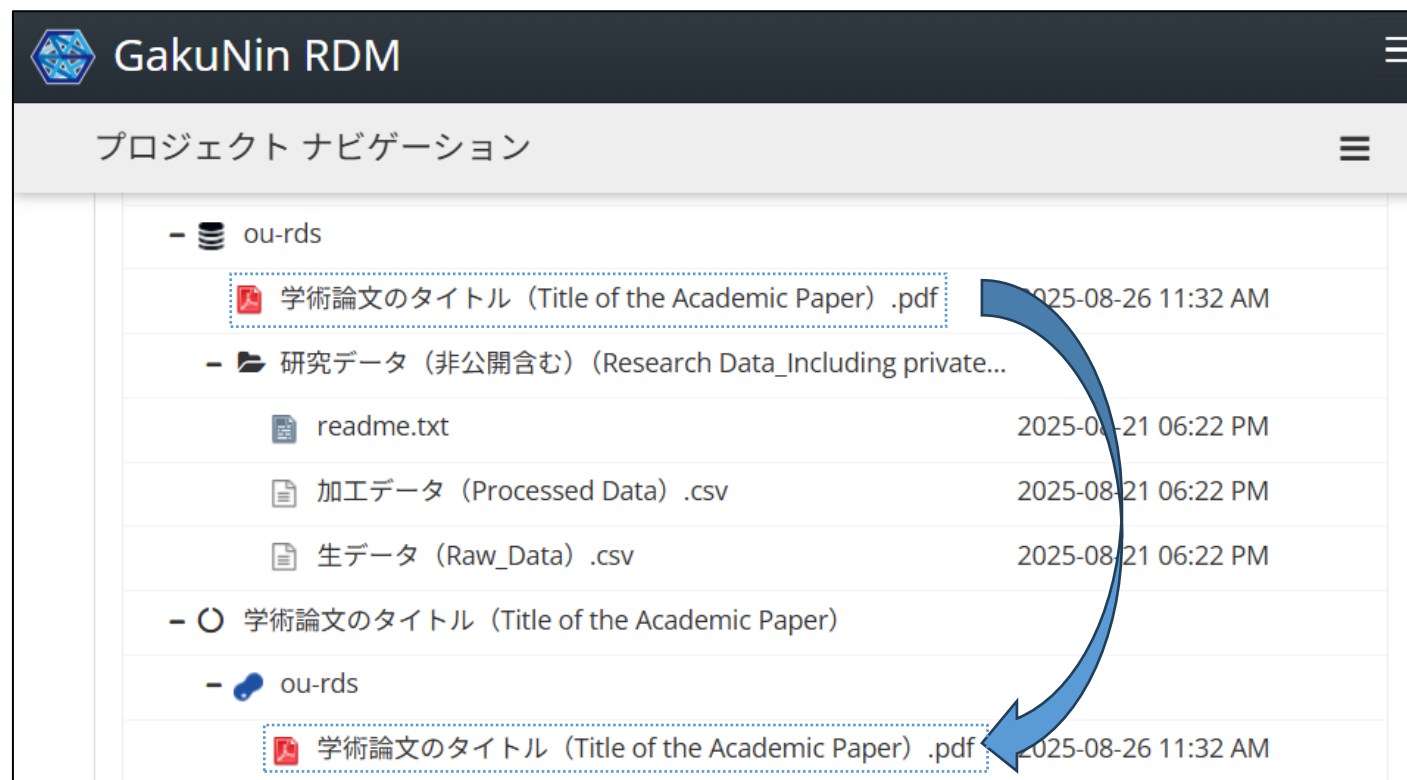 GakuNin RDM
プロジェクト ナビゲーション
ou-rds
学術論文のタイトル（Title of the Academic Paper）.pdf 2025-08-26 11:32 AM
研究データ（非公開含む）（Research Data_Including private...
readme.txt 2025-08-21 06:22 PM
加工データ（Processed Data）.csv 2025-08-21 06:22 PM
生データ（Raw_Data）.csv 2025-08-21 06:22 PM
学術論文のタイトル（Title of the Academic Paper）
ou-rds
学術論文のタイトル（Title of the Academic Paper）.pdf 2025-08-26 11:32 AM